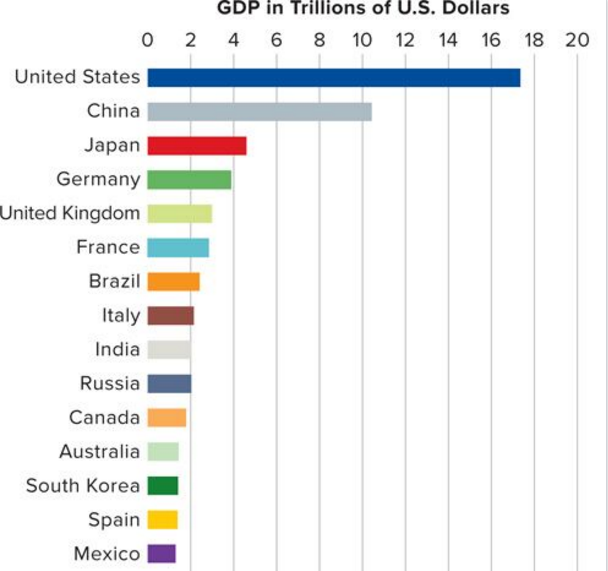 GDP in Trillions of U.S. Dollars
0 2 4 6 8 10 12 14 16 18 20
United States
China
Japan
Germany
United Kingdom
France
Brazil
Italy
India
Russia
Canada
Australia
South Korea
Spain
Mexico